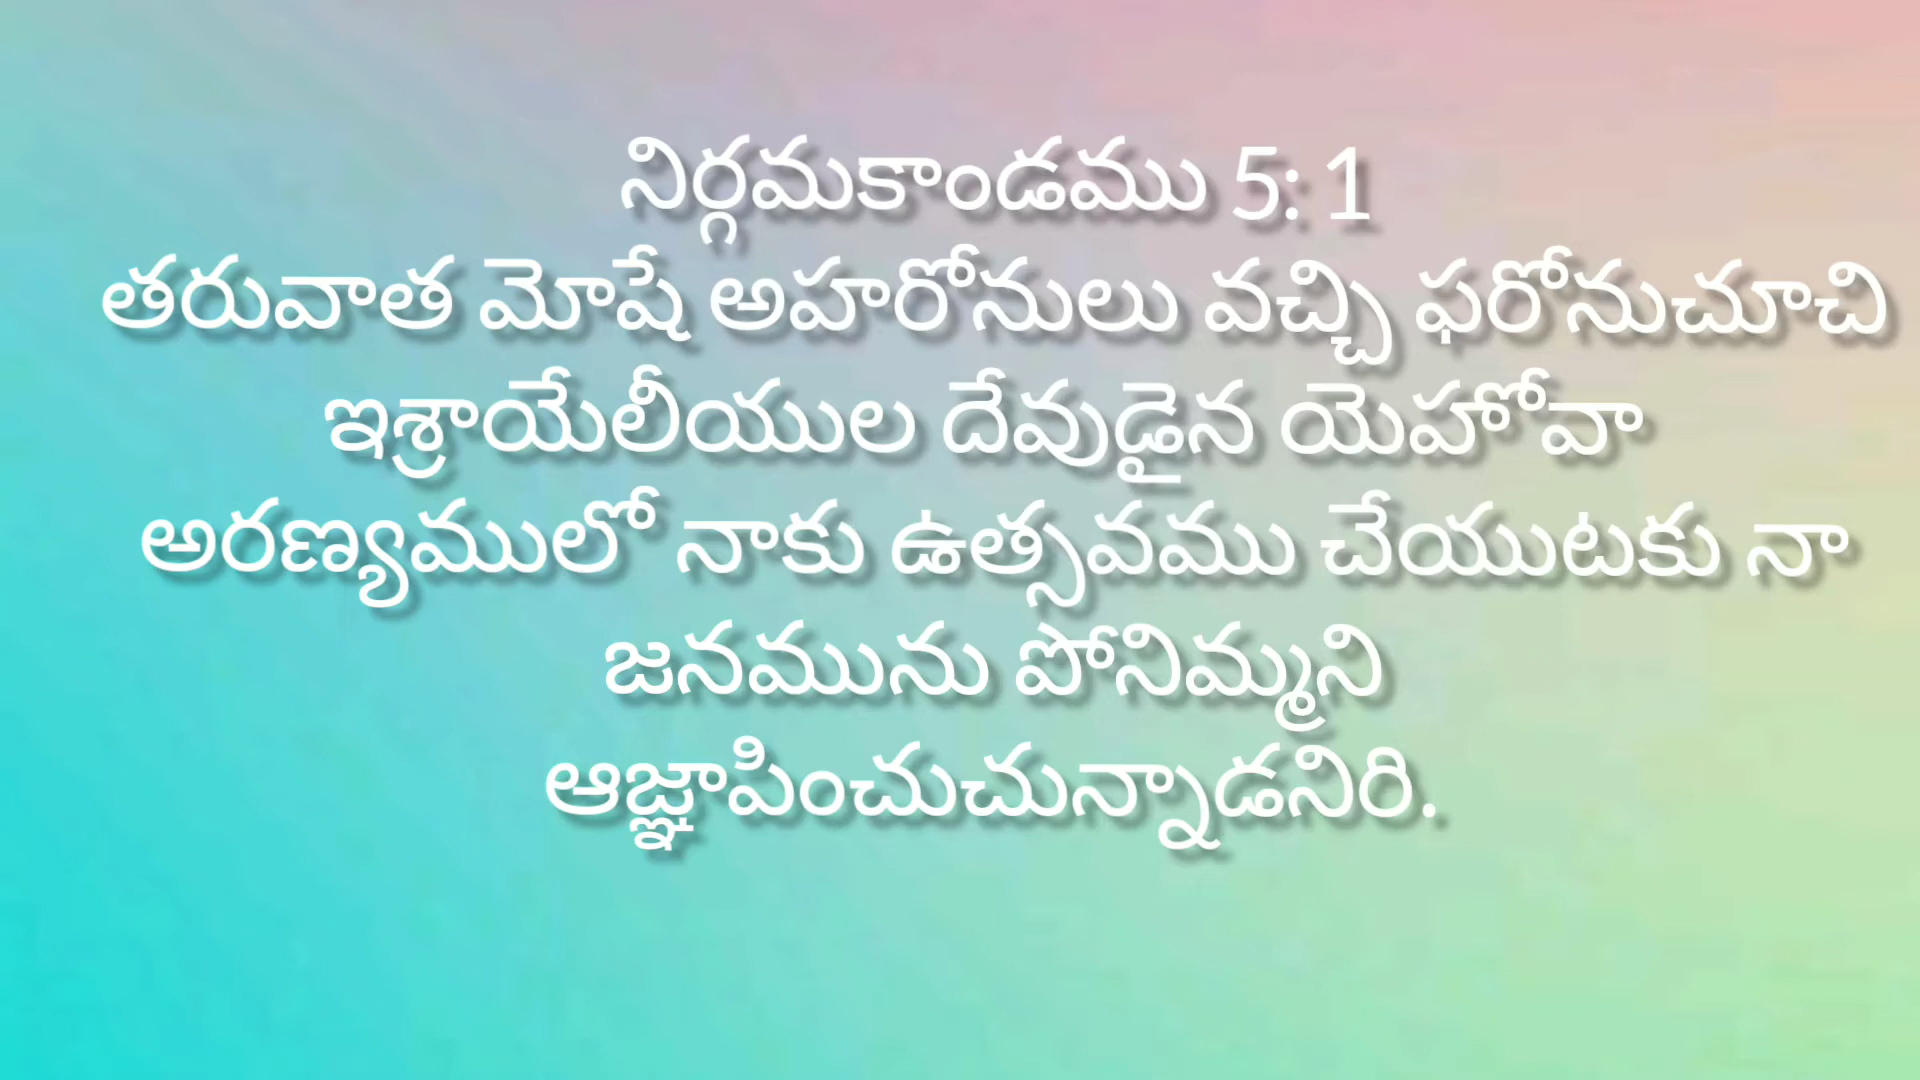 నిర్గమకాండము 5: 1
తరువాత మోషే అహరోనులు వచ్చి ఫరోనుచూచి
ఇశ్రాయేలీయుల దేవుడైన యెహోవా
అరణ్యములో నాకు ఉత్సవము చేయుటకు నా
జనమును పోనిమ్మని
ఆజ్ఞాపించుచున్నాడనిరి.